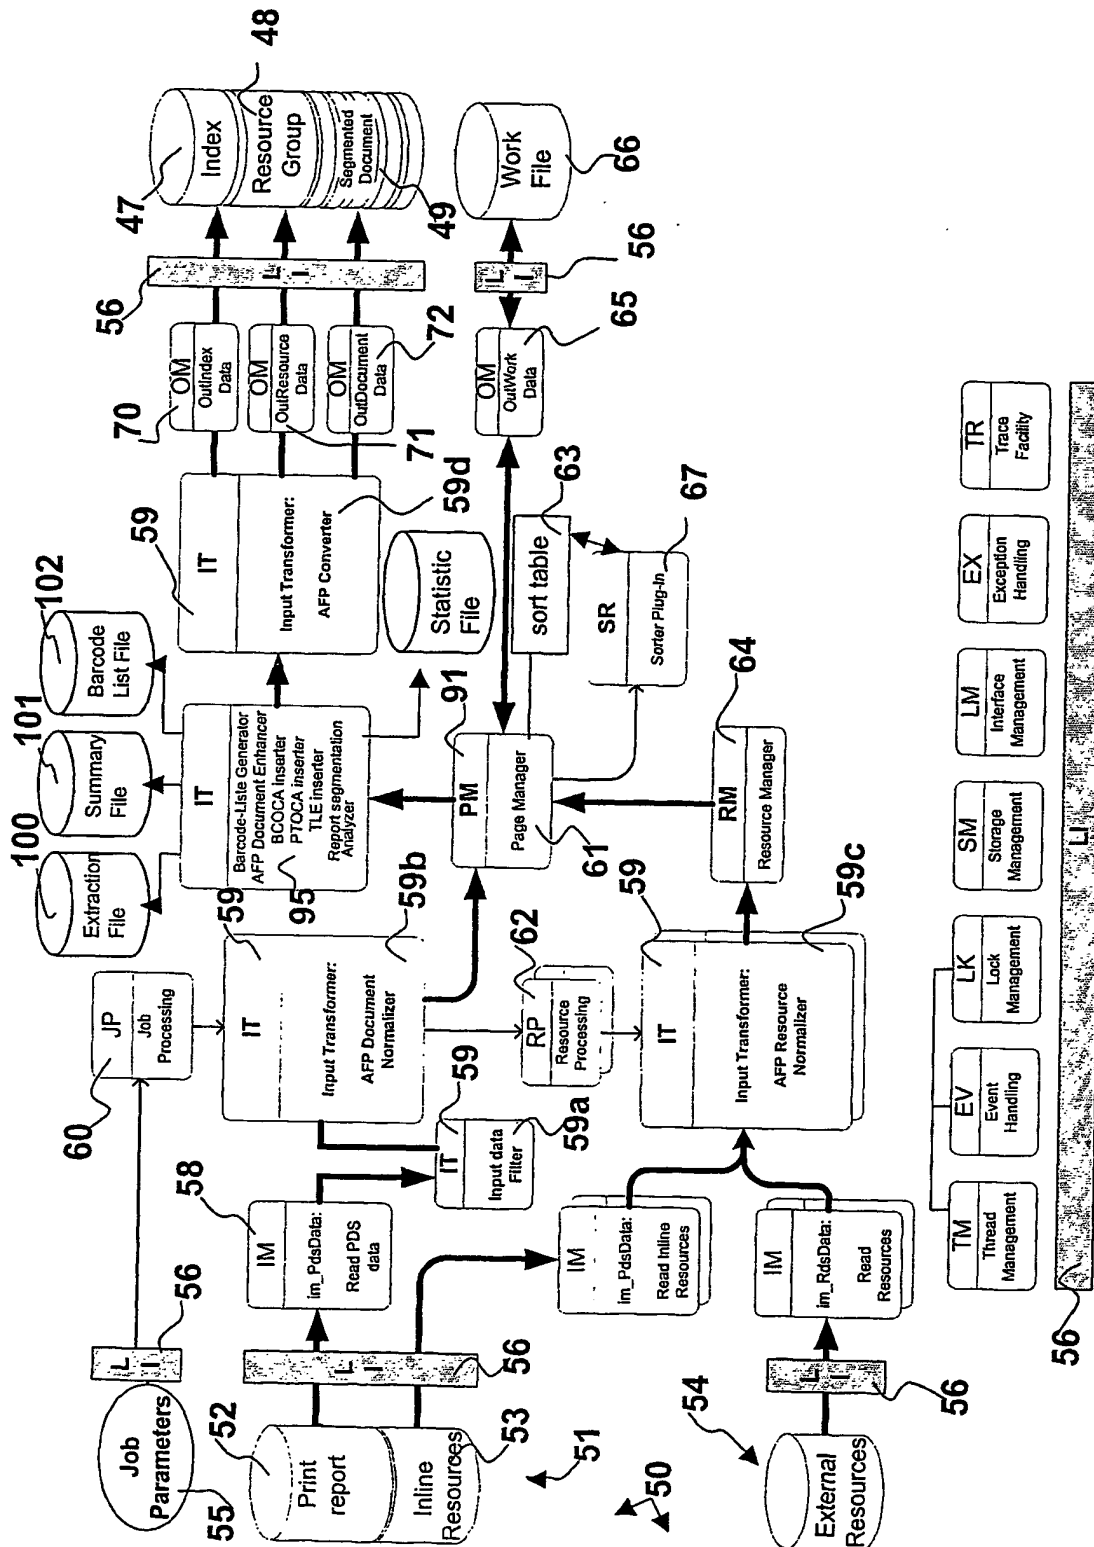 Job
Parameters
55
L
I
56
60
JP
Job
Processing
100
Extraction
File
101
Summary
File
102
Barcode
List File
52
Print
report
Inline
Resources
53
51
50
L
I
56
58
IM
im_PdsData:
Read PDS
data
59
IT
Input data
Filter
59a
59
IT
Input Transformer:
AFP Document
Normalizer
59b
IT
Barcode-Liste Generator
AFP Document Enhancer
BCOCA inserter
PTOCA inserter
TLE inserter
Report segmentation
Analyzer
95
59
IT
Input Transformer:
AFP Converter
59d
Statistic
File
70
OM
OutIndex
Data
OM
OutResource
Data
71
OM
OutDocument
Data
72
56
L
I
47
Index
48
Resource
Group
Segmented
Document
49
IM
im_PdsData:
Read Inline
Resources
62
RP
Resource
Processing
91
PM
Page Manager
61
sort table
63
SR
Sorter Plug-In
67
OM
OutWork
Data
65
L
I
56
Work
File
66
54
External
Resources
L
I
56
IM
im_RdsData:
Read
Resources
59
IT
Input Transformer:
AFP Resource
Normalizer
59c
64
RM
Resource Manager
TM
Thread
Management
EV
Event
Handling
LK
Lock
Management
SM
Storage
Management
LM
Interface
Management
EX
Exception
Handling
TR
Trace
Facility
LI
56